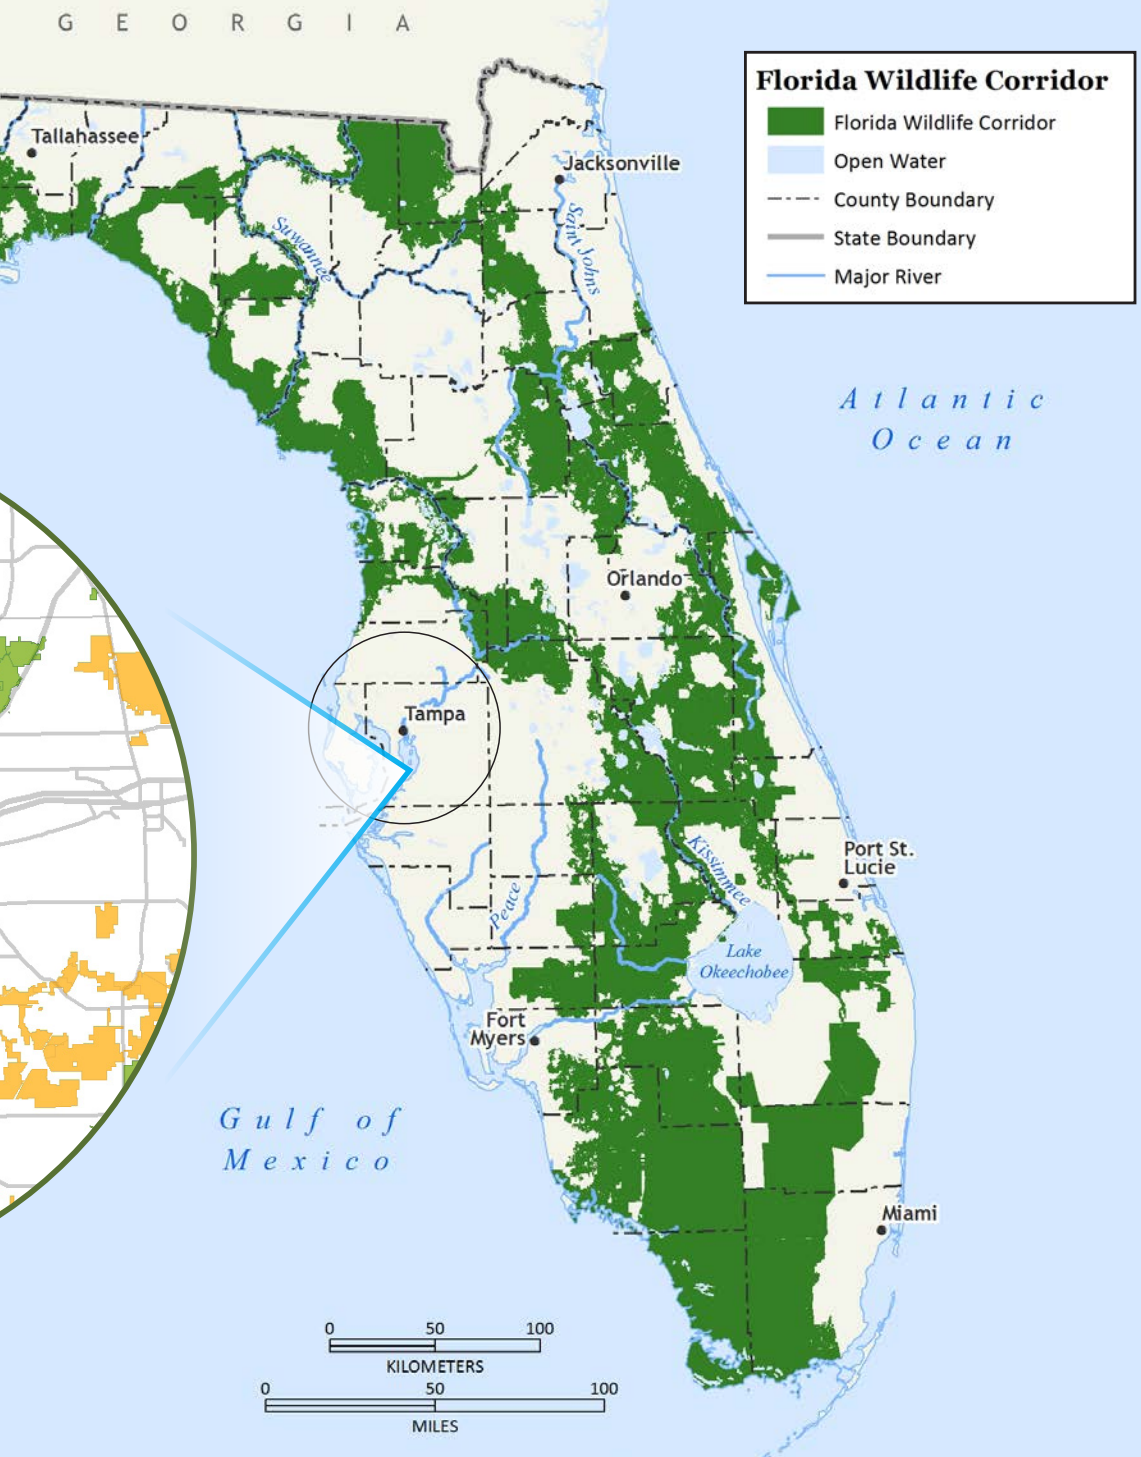 G E O R G I A
Florida Wildlife Corridor
Florida Wildlife Corridor
Open Water
County Boundary
State Boundary
Major River
Tallahassee
Jacksonville
Suwannee
Saint Johns
Atlantic
Ocean
Orlando
Tampa
Kissimmee
Port St.
Lucie
Peace
Lake
Okeechobee
Fort
Myers
Gulf of
Mexico
Miami
0 50 100
KILOMETERS
0 50 100
MILES